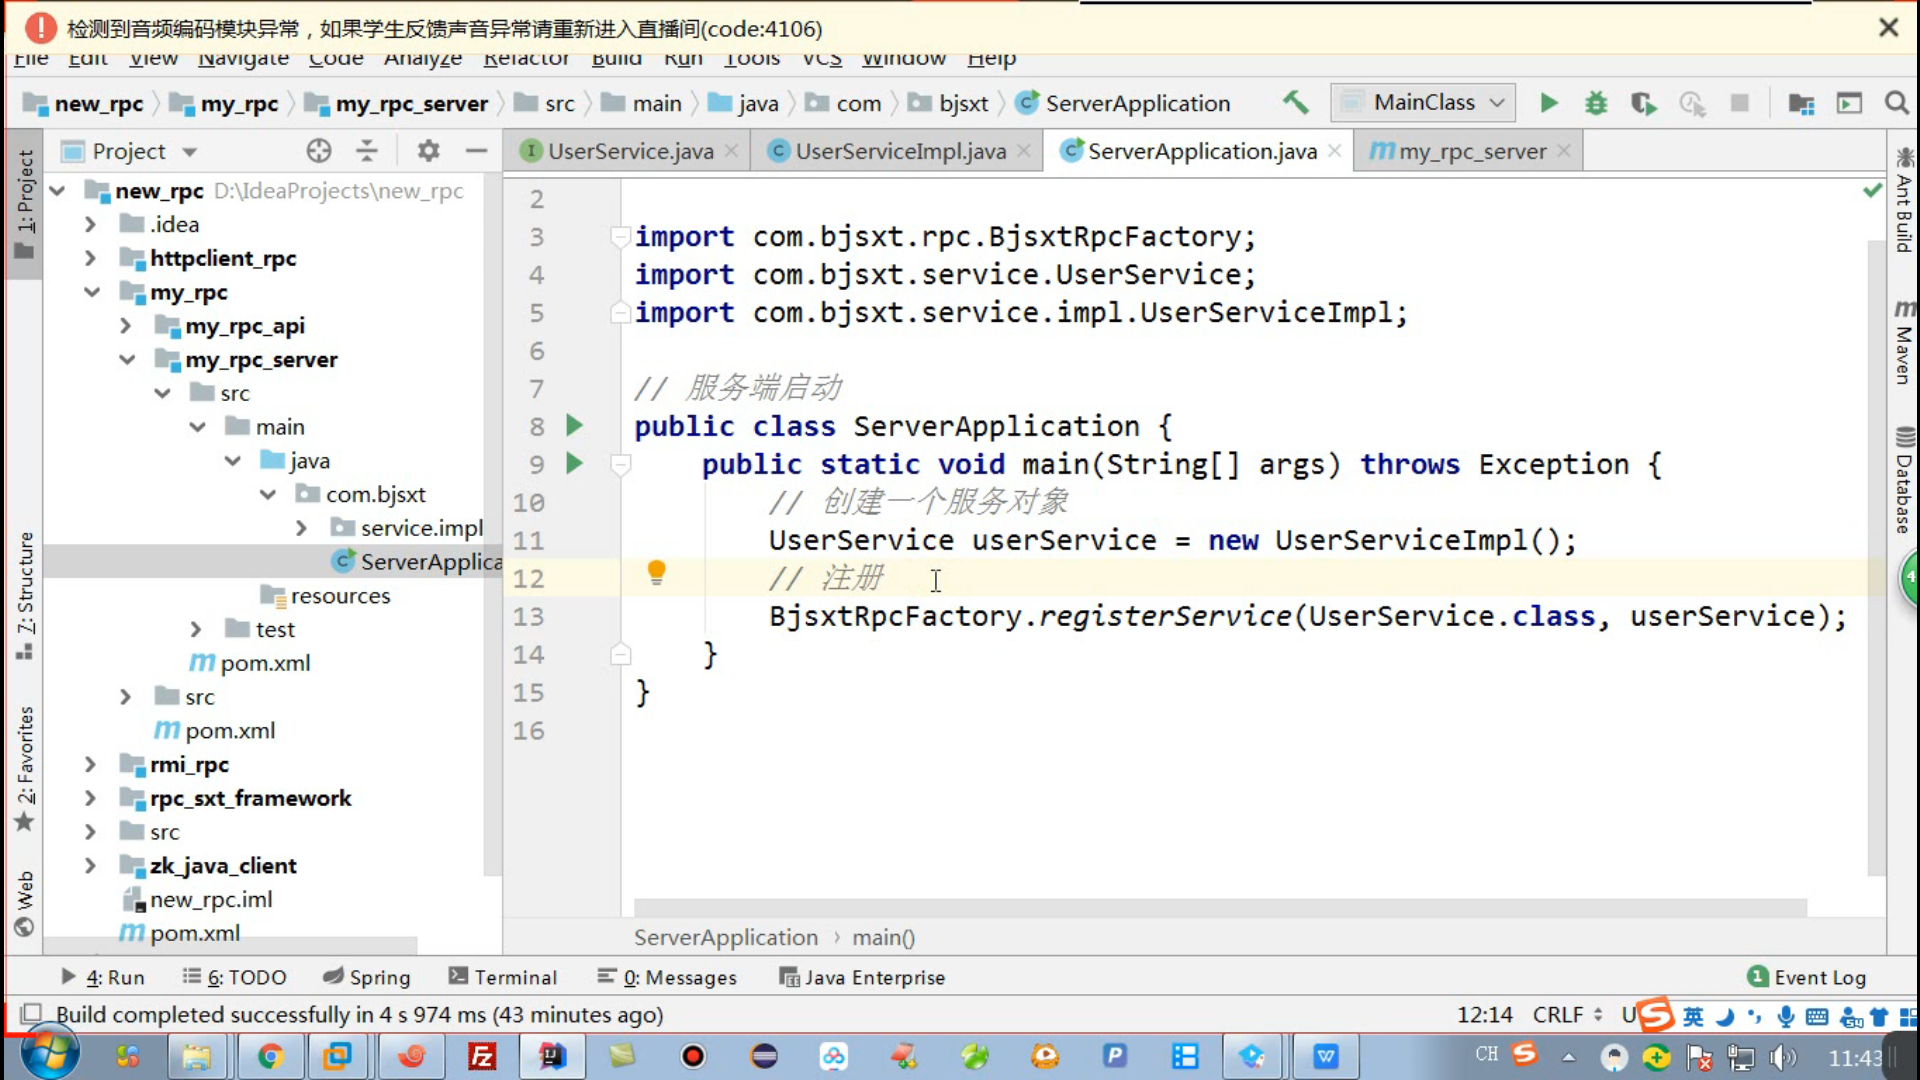 检测到音频编码模块异常，如果学生反馈声音异常请重新进入直播间(code:4106)
File Edit View Navigate Code Analyze Refactor Build Run Tools VCS Window Help
new_rpc my_rpc my_rpc_server src main java com bjsxt ServerApplication MainClass
Project
UserService.java UserServiceImpl.java ServerApplication.java my_rpc_server
1: Project
7: Structure
2: Favorites
Web
new_rpc D:\IdeaProjects\new_rpc
.idea
httpclient_rpc
my_rpc
my_rpc_api
my_rpc_server
src
main
java
com.bjsxt
service.impl
ServerApplica
resources
test
pom.xml
src
pom.xml
rmi_rpc
rpc_sxt_framework
src
zk_java_client
new_rpc.iml
pom.xml
2
3 import com.bjsxt.rpc.BjsxtRpcFactory;
4 import com.bjsxt.service.UserService;
5 import com.bjsxt.service.impl.UserServiceImpl;
6
7 // 服务端启动
8 public class ServerApplication {
9 public static void main(String[] args) throws Exception {
10 // 创建一个服务对象
11 UserService userService = new UserServiceImpl();
12 // 注册
13 BjsxtRpcFactory.registerService(UserService.class, userService);
14 }
15 }
16
ServerApplication › main()
Ant Build
Maven
Database
4
4: Run 6: TODO Spring Terminal 0: Messages Java Enterprise 1 Event Log
Build completed successfully in 4 s 974 ms (43 minutes ago) 12:14 CRLF U 英
CH 11:43